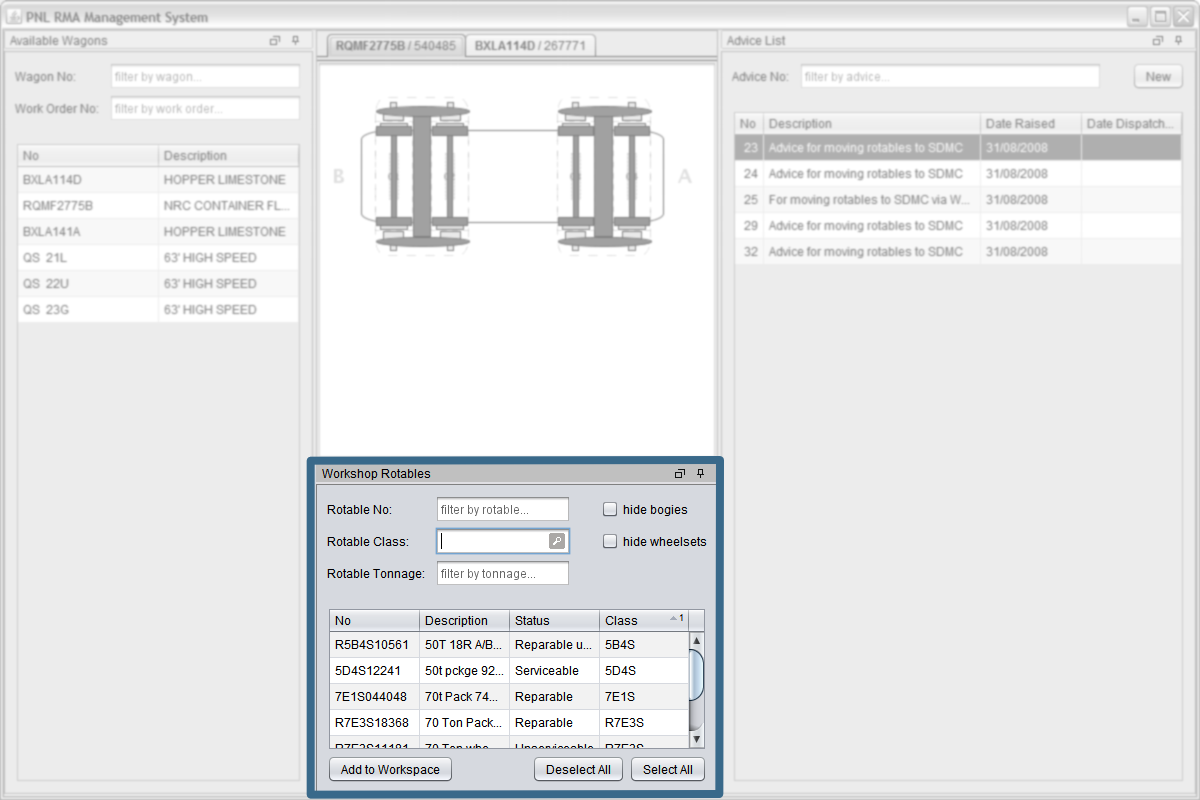 PNL RMA Management System
Available Wagons
Wagon No: filter by wagon...
Work Order No: filter by work order...
No Description
BXLA114D HOPPER LIMESTONE
RQMF2775B NRC CONTAINER FL...
BXLA141A HOPPER LIMESTONE
QS 21L 63' HIGH SPEED
QS 22U 63' HIGH SPEED
QS 23G 63' HIGH SPEED
RQMF2775B / 540485 BXLA114D / 267771
B A
Advice List
Advice No: filter by advice... New
No Description Date Raised Date Dispatch...
23 Advice for moving rotables to SDMC 31/08/2008
24 Advice for moving rotables to SDMC 31/08/2008
25 For moving rotables to SDMC via W... 31/08/2008
29 Advice for moving rotables to SDMC 31/08/2008
32 Advice for moving rotables to SDMC 31/08/2008
Workshop Rotables
Rotable No: filter by rotable... hide bogies
Rotable Class: hide wheelsets
Rotable Tonnage: filter by tonnage...
No Description Status Class 1
R5B4S10561 50T 18R A/B... Reparable u... 5B4S
5D4S12241 50t pckge 92... Serviceable 5D4S
7E1S044048 70t Pack 74... Reparable 7E1S
R7E3S18368 70 Ton Pack... Reparable R7E3S
R7E3S11181 70 Ton whe... Unserviceable R7E3S
Add to Workspace Deselect All Select All